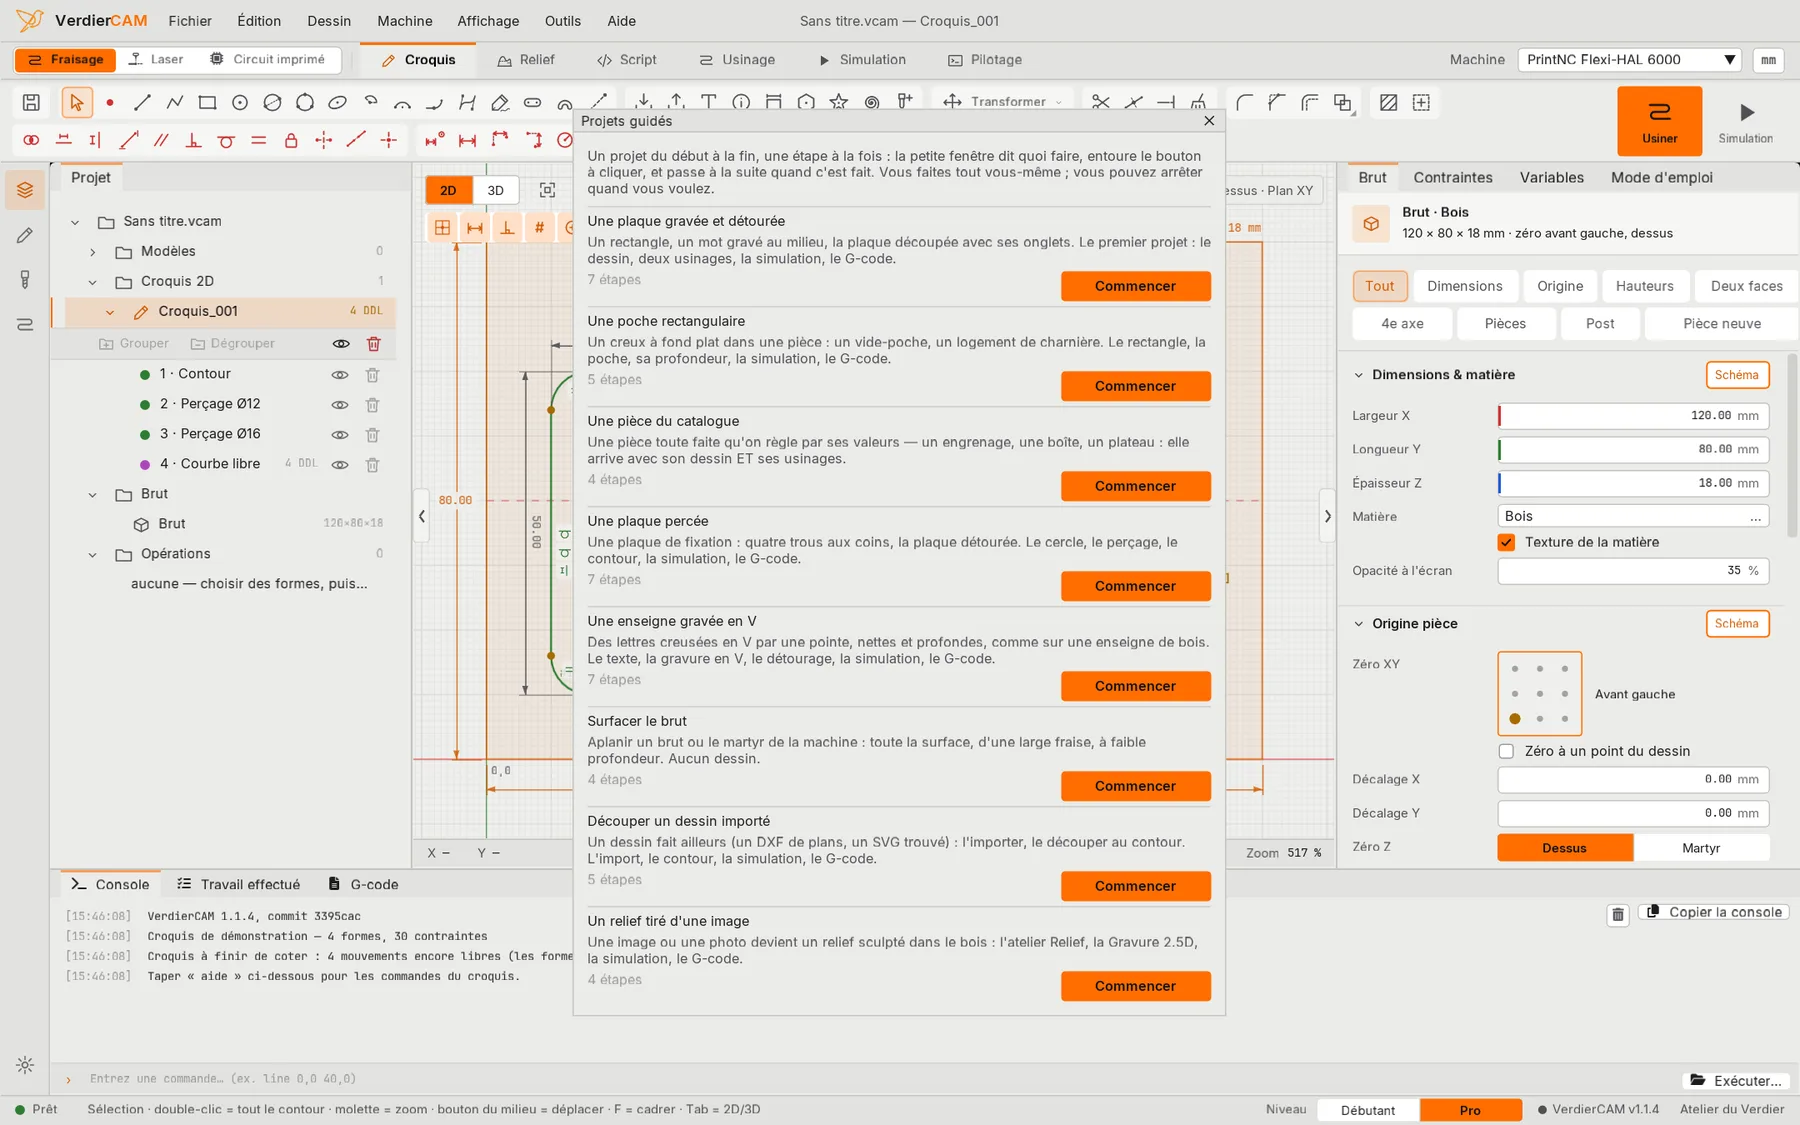 VerdierCAM
Fichier
Édition
Dessin
Machine
Affichage
Outils
Aide
Sans titre.vcam — Croquis_001
Fraisage
Laser
Circuit imprimé
Croquis
Relief
Script
Usinage
Simulation
Pilotage
Machine
PrintNC Flexi-HAL 6000
mm
Transformer
Usiner
Simulation
Projet
Sans titre.vcam
Modèles
0
Croquis 2D
1
Croquis_001
4 DDL
Grouper
Dégrouper
1 · Contour
2 · Perçage Ø12
3 · Perçage Ø16
4 · Courbe libre
4 DDL
Brut
Brut
120×80×18
Opérations
0
aucune — choisir des formes, puis...
2D
3D
essus · Plan XY
18 mm
80.00
50.00
0,0
X –
Y –
Zoom 517 %
Projets guidés
Un projet du début à la fin, une étape à la fois : la petite fenêtre dit quoi faire, entoure le bouton
à cliquer, et passe à la suite quand c'est fait. Vous faites tout vous-même ; vous pouvez arrêter
quand vous voulez.
Une plaque gravée et détourée
Un rectangle, un mot gravé au milieu, la plaque découpée avec ses onglets. Le premier projet : le
dessin, deux usinages, la simulation, le G-code.
7 étapes
Commencer
Une poche rectangulaire
Un creux à fond plat dans une pièce : un vide-poche, un logement de charnière. Le rectangle, la
poche, sa profondeur, la simulation, le G-code.
5 étapes
Commencer
Une pièce du catalogue
Une pièce toute faite qu'on règle par ses valeurs — un engrenage, une boîte, un plateau : elle
arrive avec son dessin ET ses usinages.
4 étapes
Commencer
Une plaque percée
Une plaque de fixation : quatre trous aux coins, la plaque détourée. Le cercle, le perçage, le
contour, la simulation, le G-code.
7 étapes
Commencer
Une enseigne gravée en V
Des lettres creusées en V par une pointe, nettes et profondes, comme sur une enseigne de bois.
Le texte, la gravure en V, le détourage, la simulation, le G-code.
7 étapes
Commencer
Surfacer le brut
Aplanir un brut ou le martyr de la machine : toute la surface, d'une large fraise, à faible
profondeur. Aucun dessin.
4 étapes
Commencer
Découper un dessin importé
Un dessin fait ailleurs (un DXF de plans, un SVG trouvé) : l'importer, le découper au contour.
L'import, le contour, la simulation, le G-code.
5 étapes
Commencer
Un relief tiré d'une image
Une image ou une photo devient un relief sculpté dans le bois : l'atelier Relief, la Gravure 2.5D,
la simulation, le G-code.
4 étapes
Commencer
Brut
Contraintes
Variables
Mode d'emploi
Brut · Bois
120 × 80 × 18 mm · zéro avant gauche, dessus
Tout
Dimensions
Origine
Hauteurs
Deux faces
4e axe
Pièces
Post
Pièce neuve
Dimensions & matière
Schéma
Largeur X
120.00 mm
Longueur Y
80.00 mm
Épaisseur Z
18.00 mm
Matière
Bois
...
Texture de la matière
Opacité à l'écran
35 %
Origine pièce
Schéma
Zéro XY
Avant gauche
Zéro à un point du dessin
Décalage X
0.00 mm
Décalage Y
0.00 mm
Zéro Z
Dessus
Martyr
Console
Travail effectué
G-code
[15:46:08] VerdierCAM 1.1.4, commit 3395cac
[15:46:08] Croquis de démonstration — 4 formes, 30 contraintes
[15:46:08] Croquis à finir de coter : 4 mouvements encore libres (les forme
[15:46:08] Taper « aide » ci-dessous pour les commandes du croquis.
Copier la console
› Entrez une commande… (ex. line 0,0 40,0)
Exécuter...
Prêt
Sélection · double-clic = tout le contour · molette = zoom · bouton du milieu = déplacer · F = cadrer · Tab = 2D/3D
Niveau
Débutant
Pro
VerdierCAM v1.1.4
Atelier du Verdier